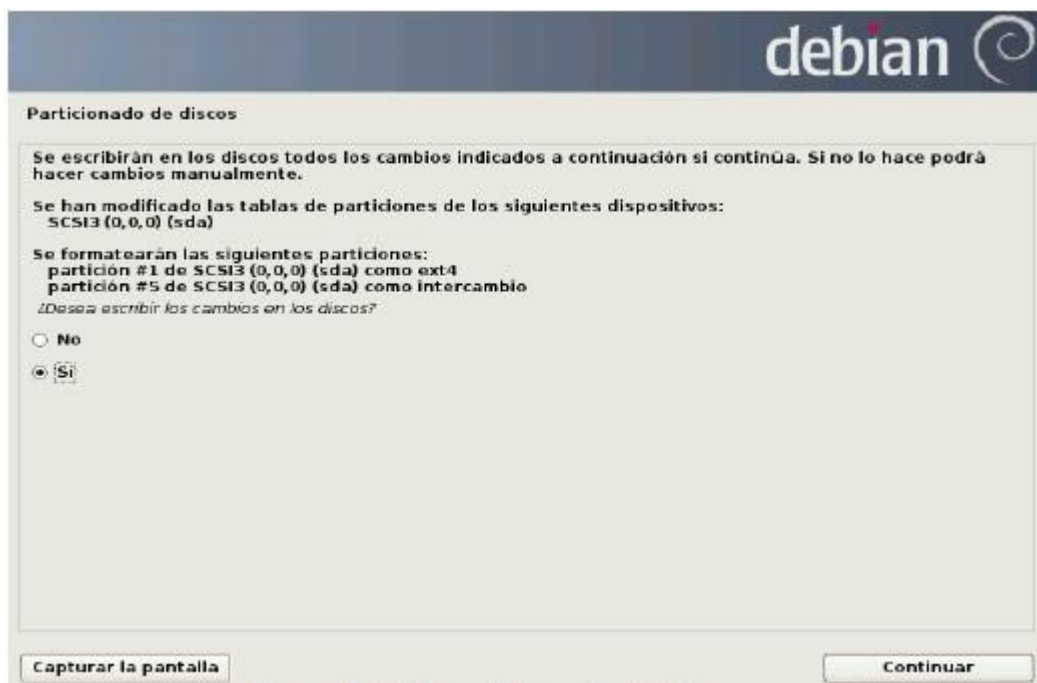 debian
Particionado de discos
Se escribirán en los discos todos los cambios indicados a continuación si continúa. Si no lo hace podrá
hacer cambios manualmente.
Se han modificado las tablas de particiones de los siguientes dispositivos:
SCSI3 (0,0,0) (sda)
Se formatearán las siguientes particiones:
partición #1 de SCSI3 (0,0,0) (sda) como ext4
partición #5 de SCSI3 (0,0,0) (sda) como intercambio
¿Desea escribir los cambios en los discos?
No
Sí
Capturar la pantalla
Continuar